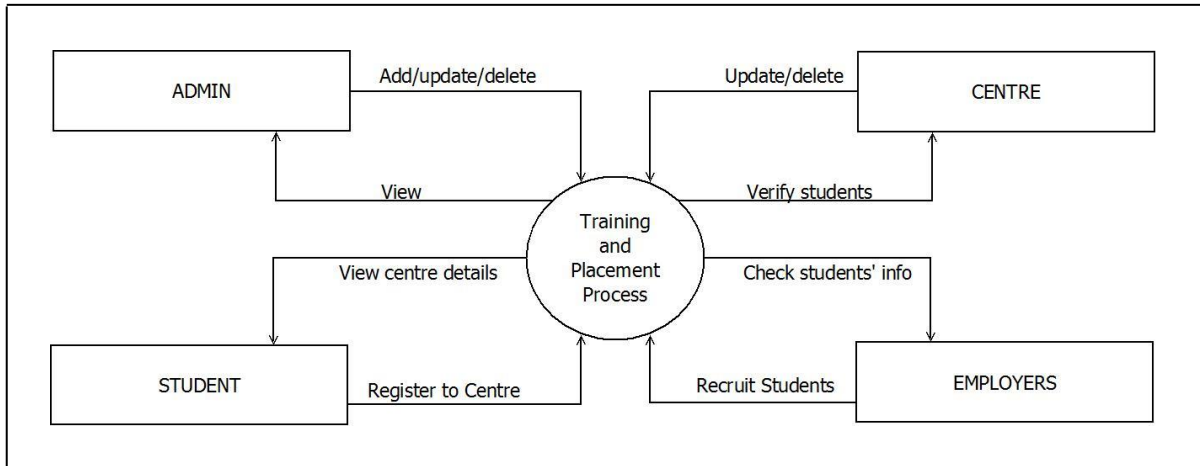 ADMIN
Add/update/delete
Update/delete
CENTRE
View
Verify students
Training
and
Placement
Process
View centre details
Check students' info
STUDENT
Register to Centre
Recruit Students
EMPLOYERS